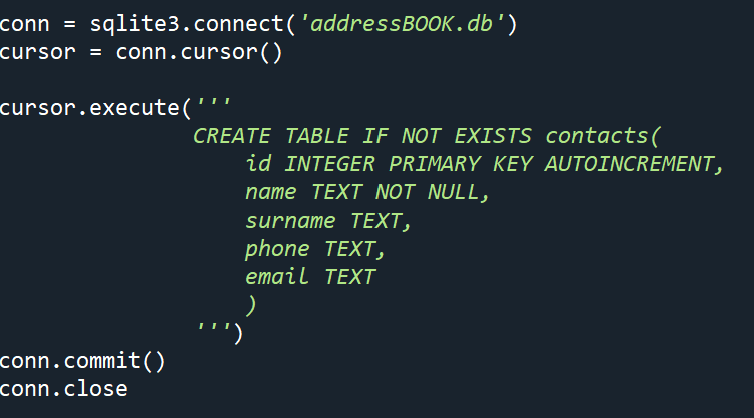 conn = sqlite3.connect('addressBOOK.db')
cursor = conn.cursor()
cursor.execute('''
CREATE TABLE IF NOT EXISTS contacts(
id INTEGER PRIMARY KEY AUTOINCREMENT,
name TEXT NOT NULL,
surname TEXT,
phone TEXT,
email TEXT
)
''')
conn.commit()
conn.close